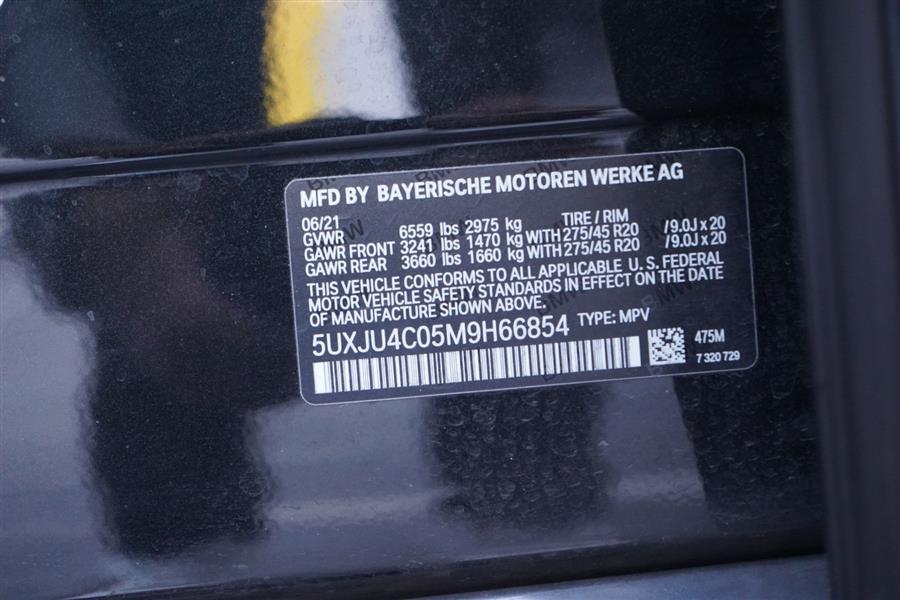 MFD BY BAYERISCHE MOTOREN WERKE AG
06/21 TIRE / RIM
GVWR 6559 lbs 2975 kg
GAWR FRONT 3241 lbs 1470 kg WITH 275/45 R20 / 9.0J x 20
GAWR REAR 3660 lbs 1660 kg WITH 275/45 R20 / 9.0J x 20
THIS VEHICLE CONFORMS TO ALL APPLICABLE U. S. FEDERAL
MOTOR VEHICLE SAFETY STANDARDS IN EFFECT ON THE DATE
OF MANUFACTURE SHOWN ABOVE.
5UXJU4C05M9H66854 TYPE: MPV
475M
7 320 729